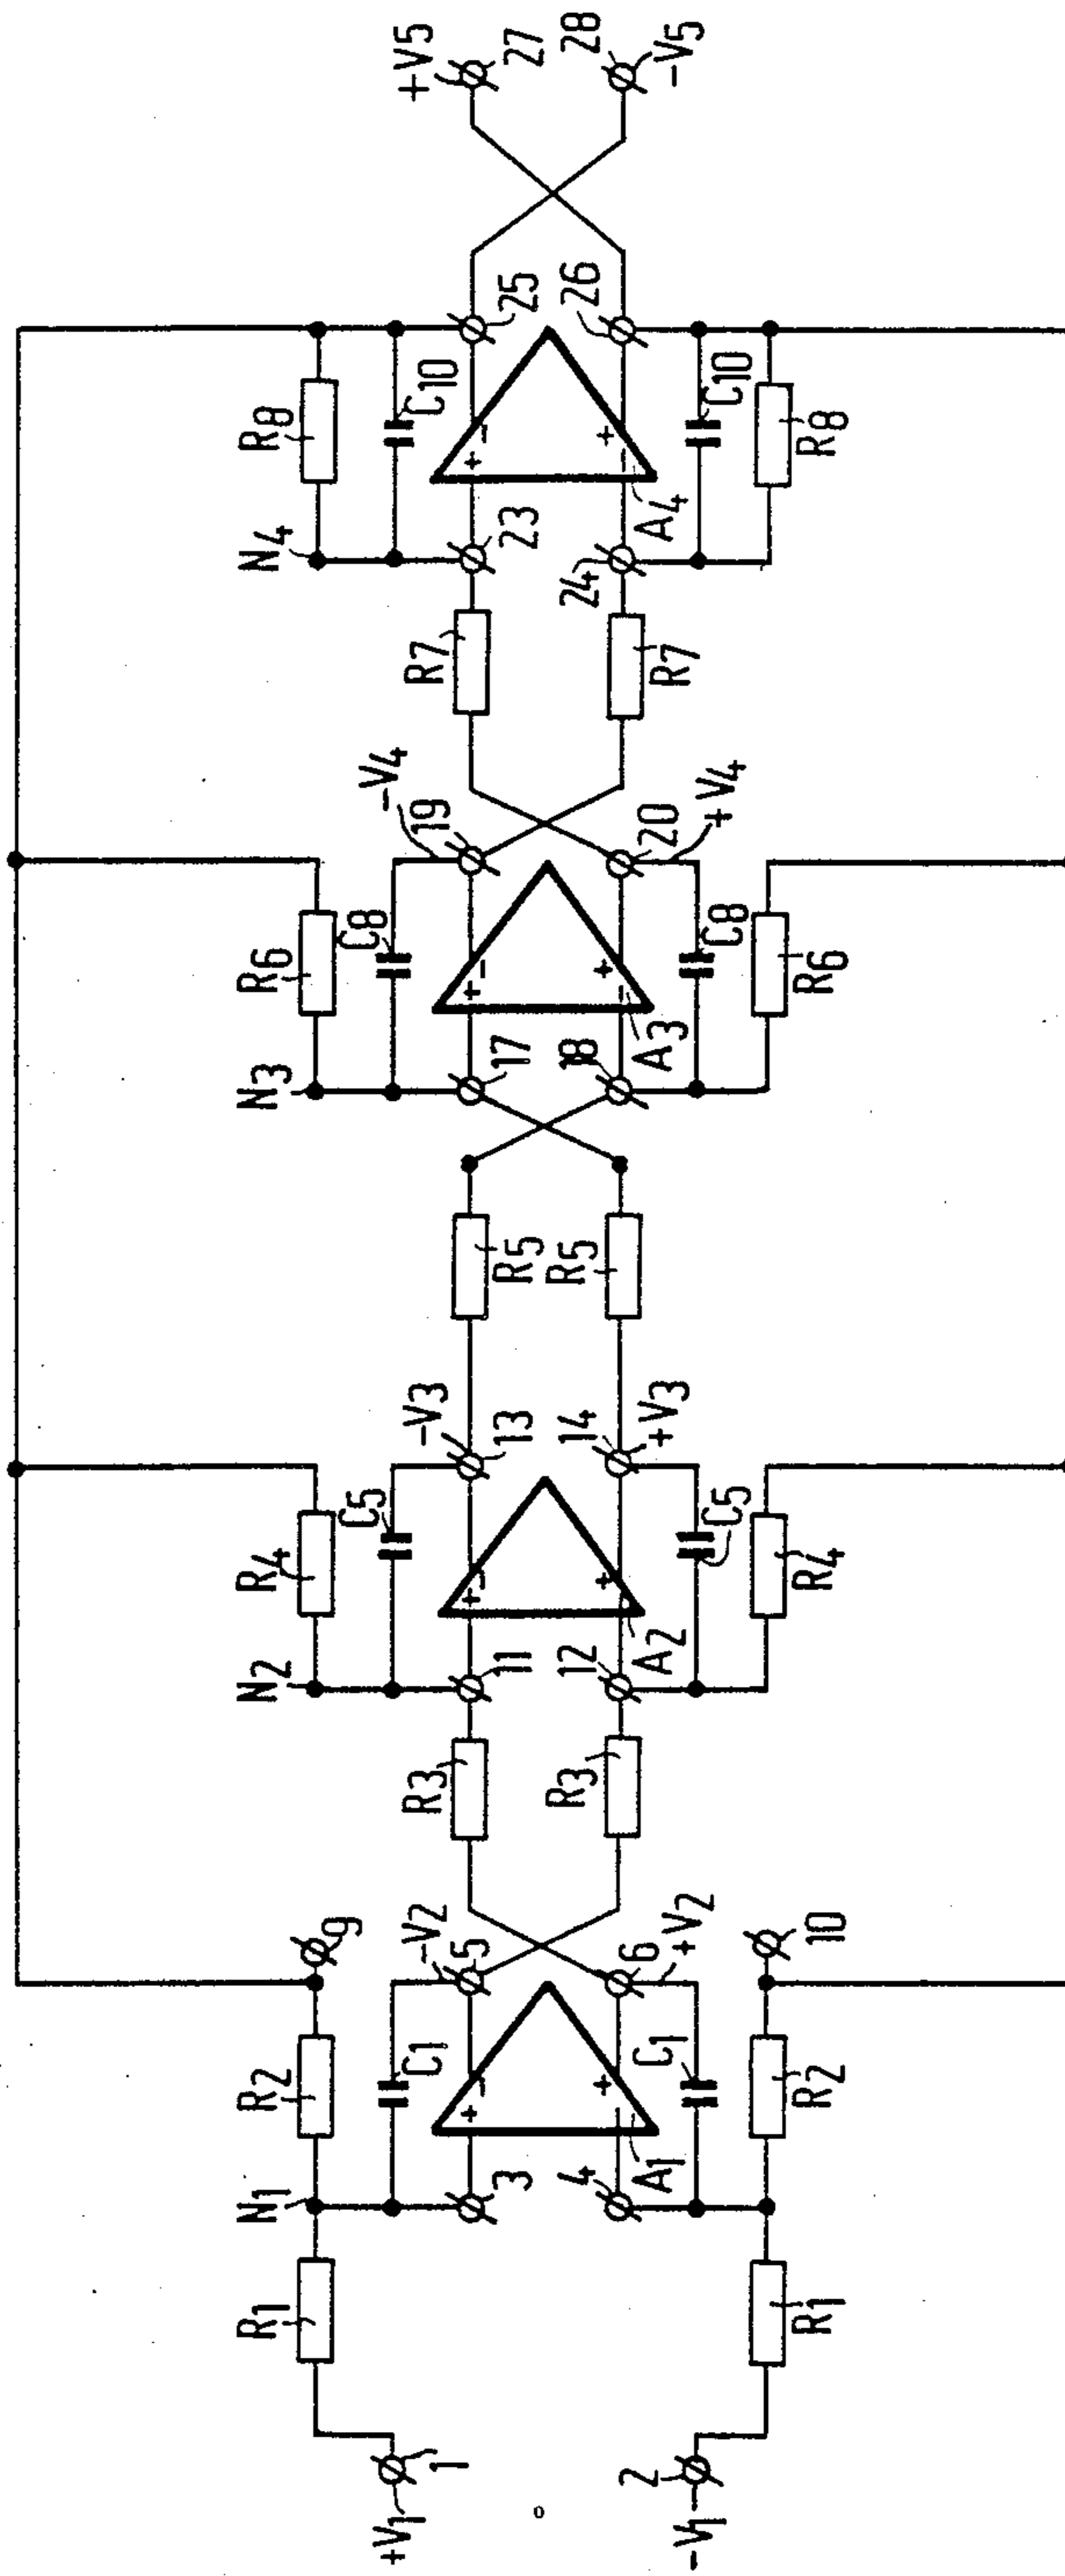 +V1
1
R1
N1
R2
9
3
+
-
C1
-V2
5
4
-
+
A1
C1
6
+V2
2
-V1
R1
R2
10
R3
R3
N2
R4
11
+
-
C5
-V3
13
12
-
+
A2
C5
14
+V3
R4
R5
R5
N3
R6
17
+
-
C8
-V4
19
18
-
+
A3
C8
20
+V4
R6
R7
R7
N4
R8
23
+
-
C10
25
24
-
+
A4
C10
26
R8
+V5
27
28
-V5